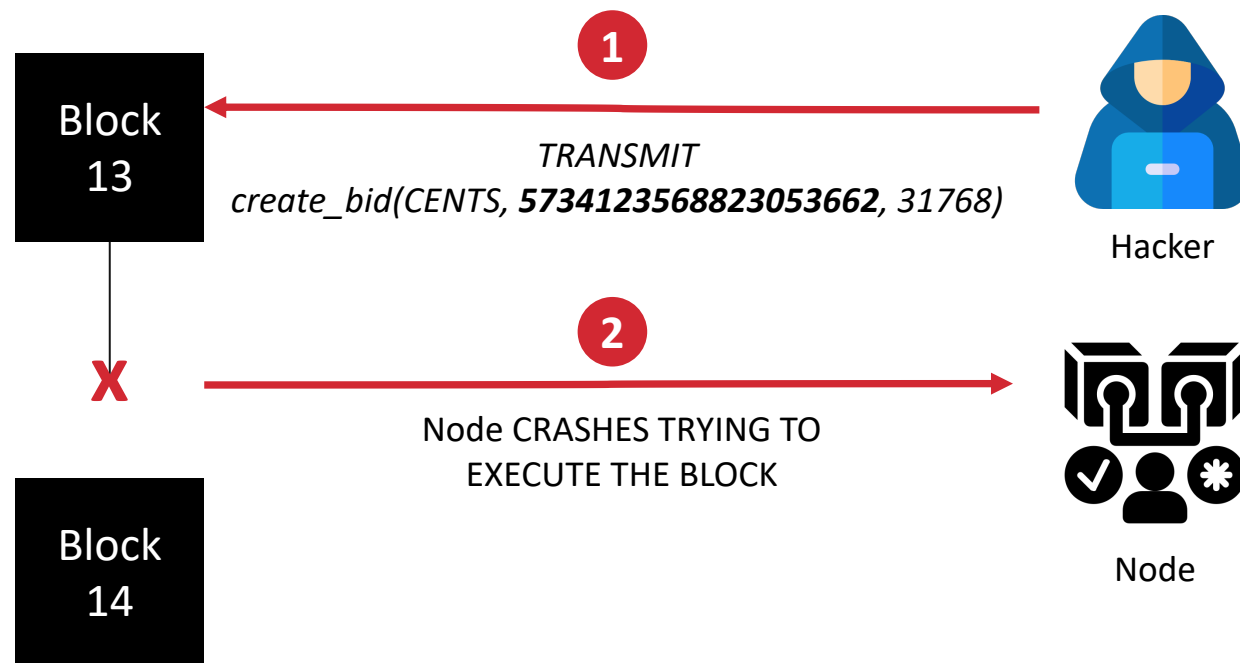 1
Block
13
TRANSMIT
create_bid(CENTS, 5734123568823053662, 31768)
Hacker
2
X
Node CRASHES TRYING TO
EXECUTE THE BLOCK
Block
14
Node